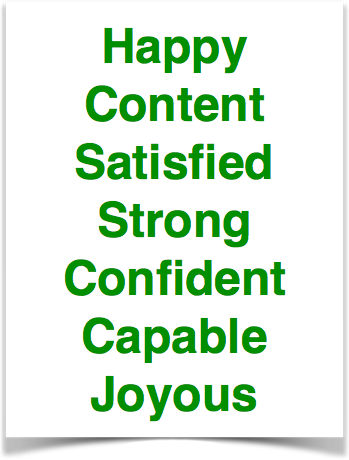 Happy
Content
Satisfied
Strong
Confident
Capable
Joyous